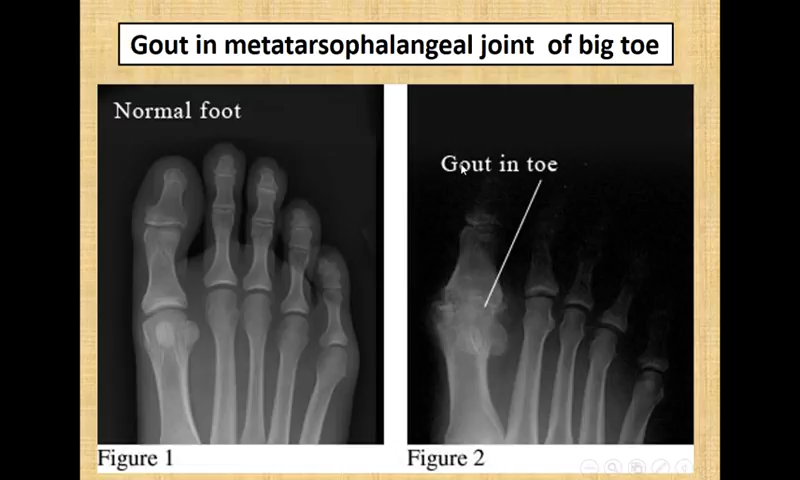 Gout in metatarsophalangeal joint of big toe
Normal foot
Gout in toe
Figure 1
Figure 2